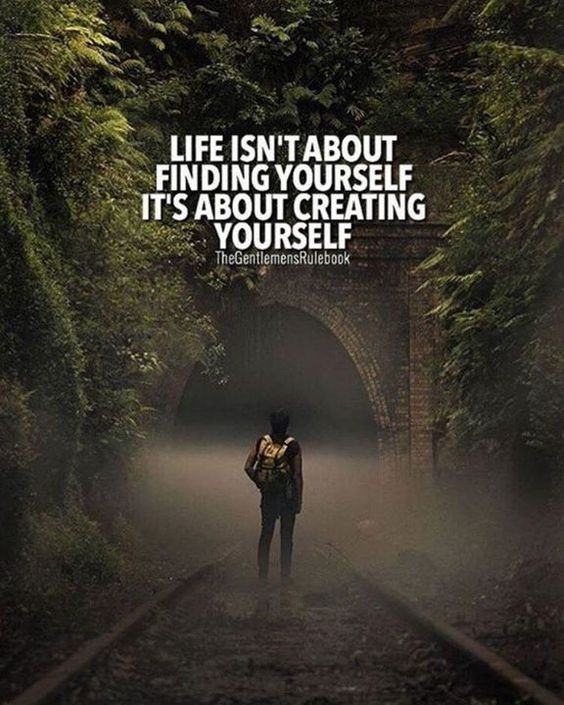 LIFE ISN'T ABOUT
FINDING YOURSELF
IT'S ABOUT CREATING
YOURSELF
TheGentlemensRulebook